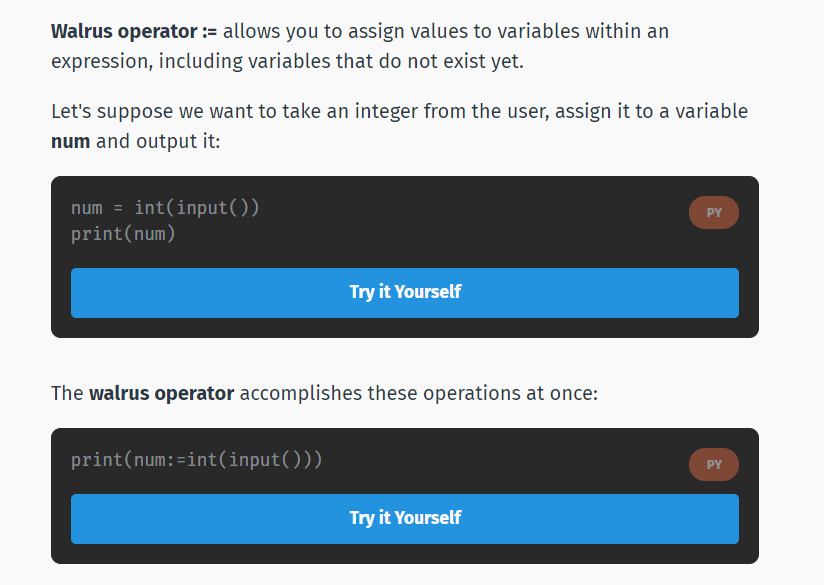 Walrus operator := allows you to assign values to variables within an
expression, including variables that do not exist yet.
Let's suppose we want to take an integer from the user, assign it to a variable
num and output it:
num = int(input())
PY
print(num)
Try it Yourself
The walrus operator accomplishes these operations at once:
print(num:=int(input()))
PY
Try it Yourself